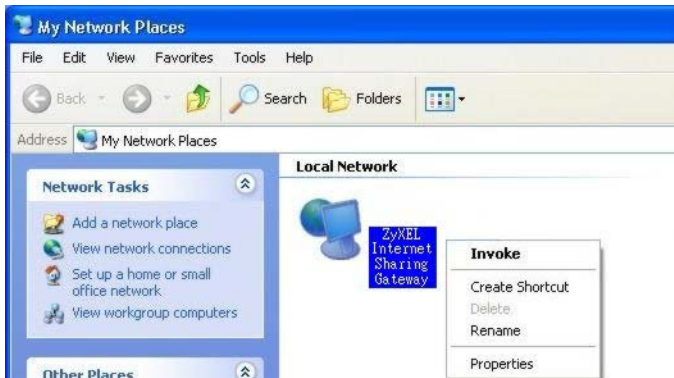 My Network Places
File Edit View Favorites Tools Help
Back Search Folders
Address My Network Places
Network Tasks
Add a network place
View network connections
Set up a home or small
office network
View workgroup computers
Other Places
Local Network
ZyXEL
Internet
Sharing
Gateway
Invoke
Create Shortcut
Delete
Rename
Properties